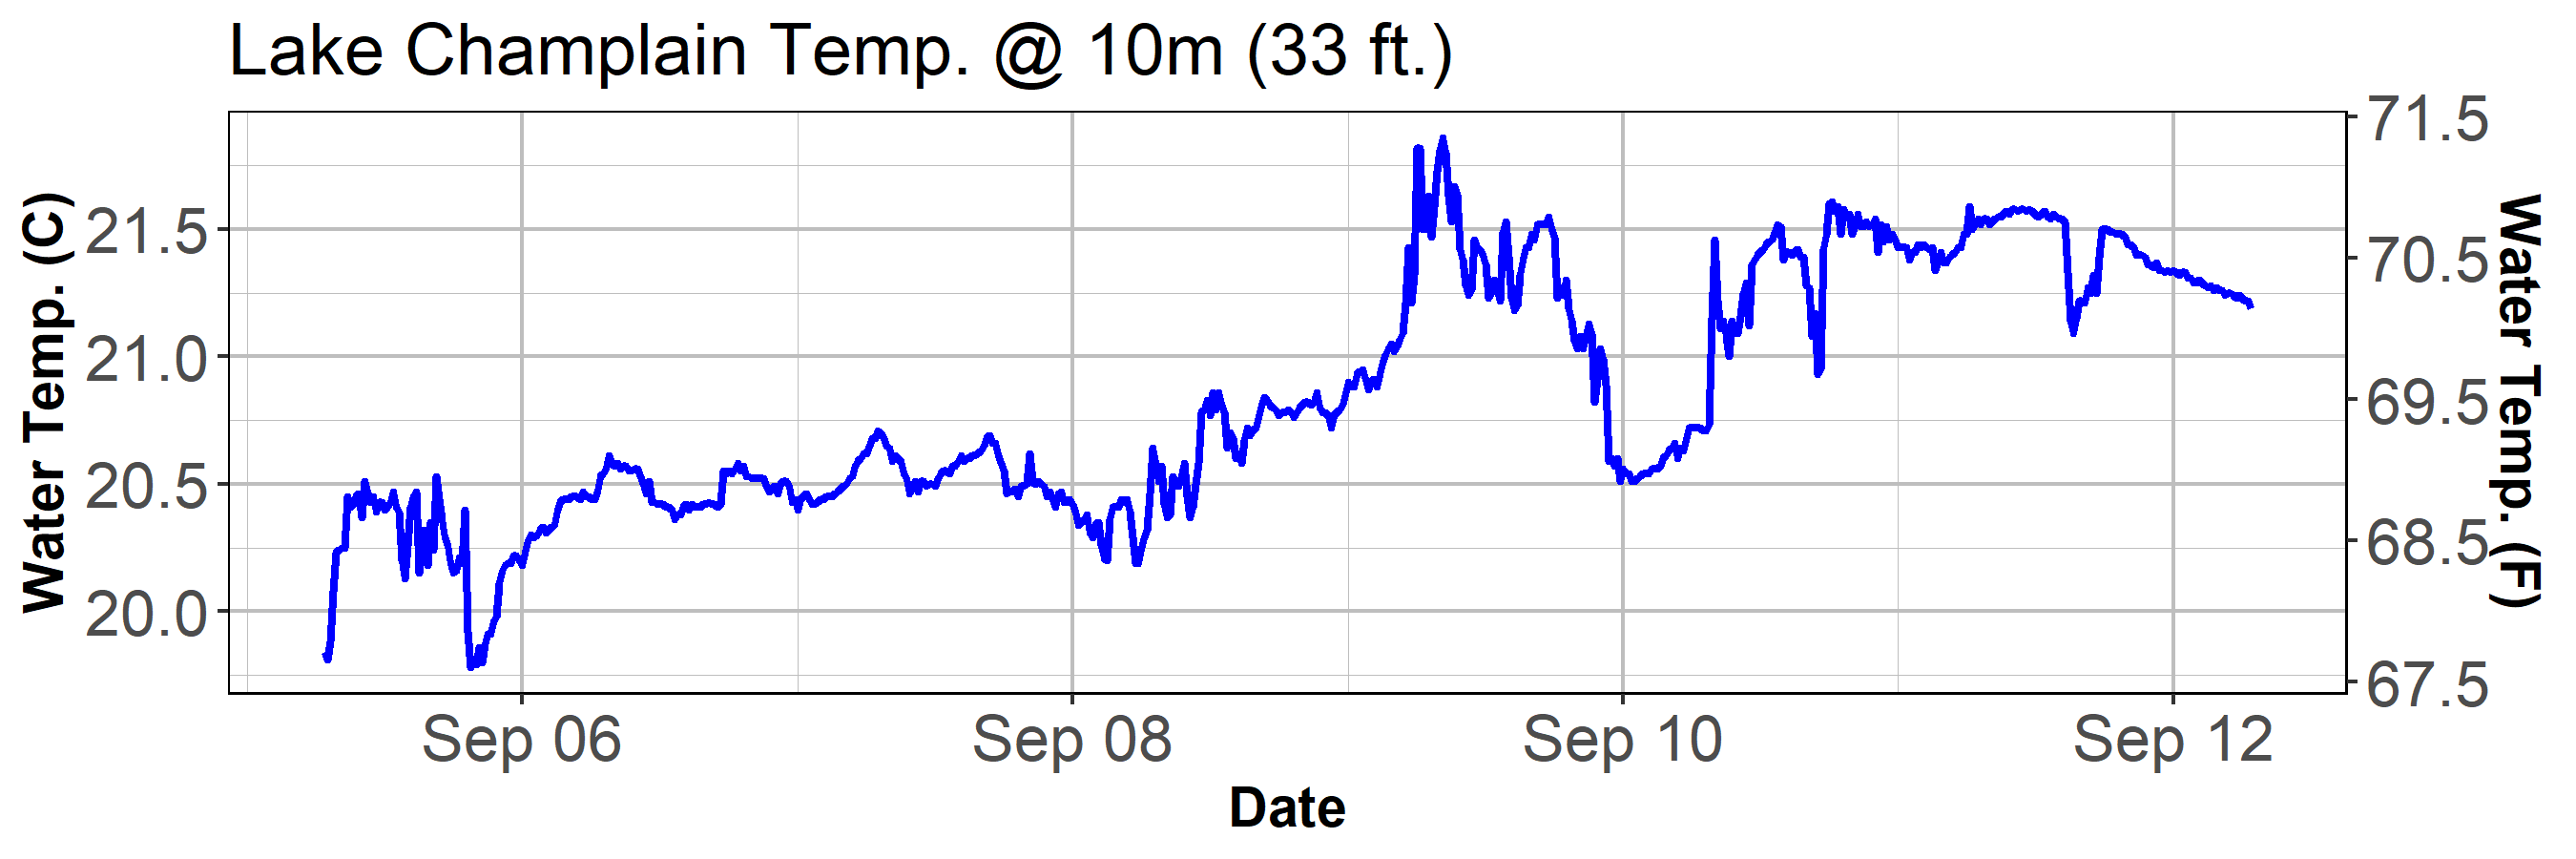 Lake Champlain Temp. @ 10m (33 ft.)
Water Temp. (C)
21.5
21.0
20.5
20.0
71.5
70.5
69.5
68.5
67.5
Water Temp. (F)
Sep 06
Sep 08
Sep 10
Sep 12
Date